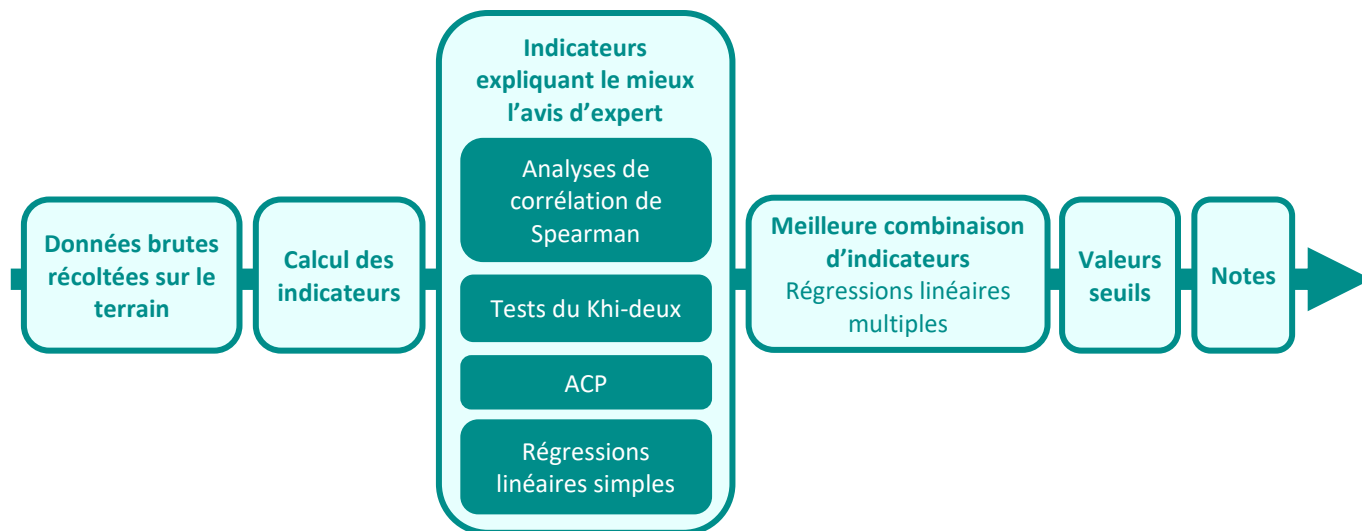 Données brutes
récoltées sur le
terrain
Calcul des
indicateurs
Indicateurs
expliquant le mieux
l’avis d’expert
Analyses de
corrélation de
Spearman
Tests du Khi-deux
ACP
Régressions
linéaires simples
Meilleure combinaison
d’indicateurs
Régressions linéaires
multiples
Valeurs
seuils
Notes